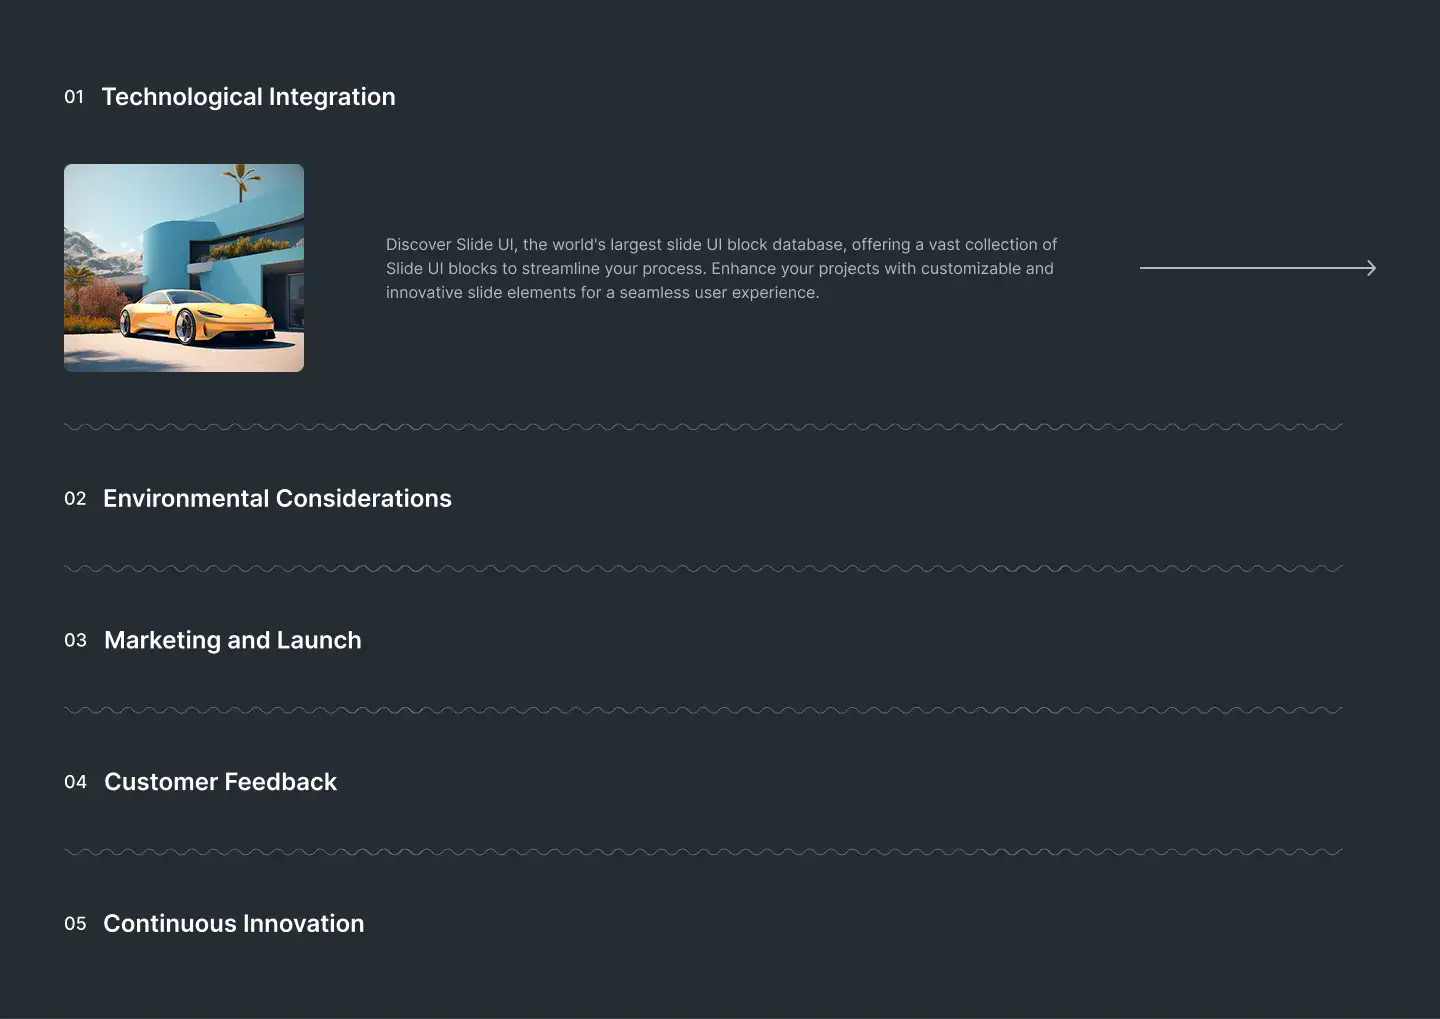 01 Technological Integration
Discover Slide UI, the world's largest slide UI block database, offering a vast collection of
Slide UI blocks to streamline your process. Enhance your projects with customizable and
innovative slide elements for a seamless user experience.
02 Environmental Considerations
03 Marketing and Launch
04 Customer Feedback
05 Continuous Innovation